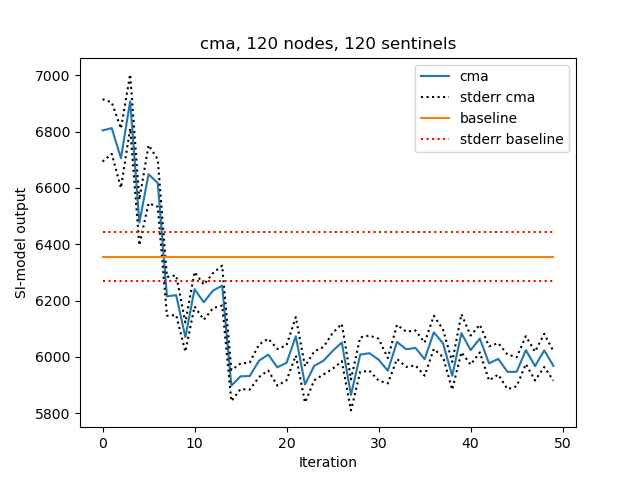 cma, 120 nodes, 120 sentinels
7000
6800
6600
6400
6200
6000
5800
SI-model output
cma
stderr cma
baseline
stderr baseline
0
10
20
30
40
50
Iteration